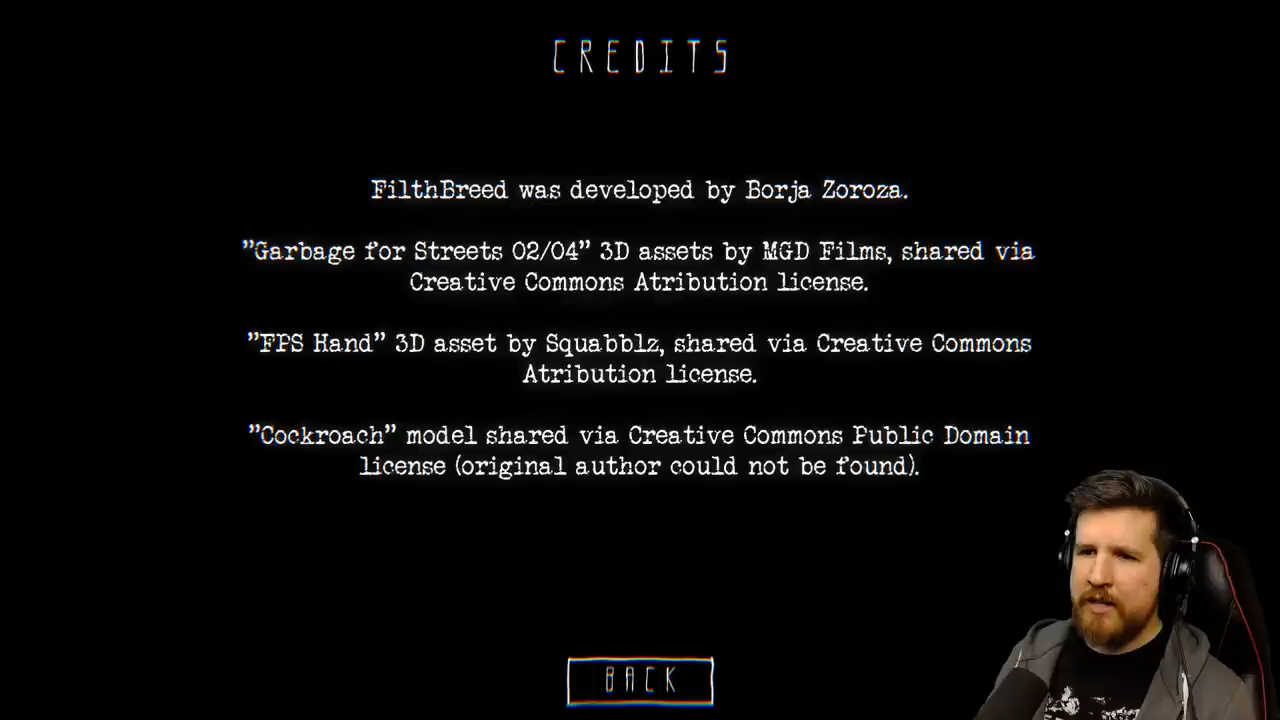 CREDITS
FilthBreed was developed by Borja Zoroza.
"Garbage for Streets 02/04" 3D assets by MGD Films, shared via
Creative Commons Atribution license.
"FPS Hand" 3D asset by Squabblz, shared via Creative Commons
Atribution license.
"Cockroach" model shared via Creative Commons Public Domain
license (original author could not be found).
BACK